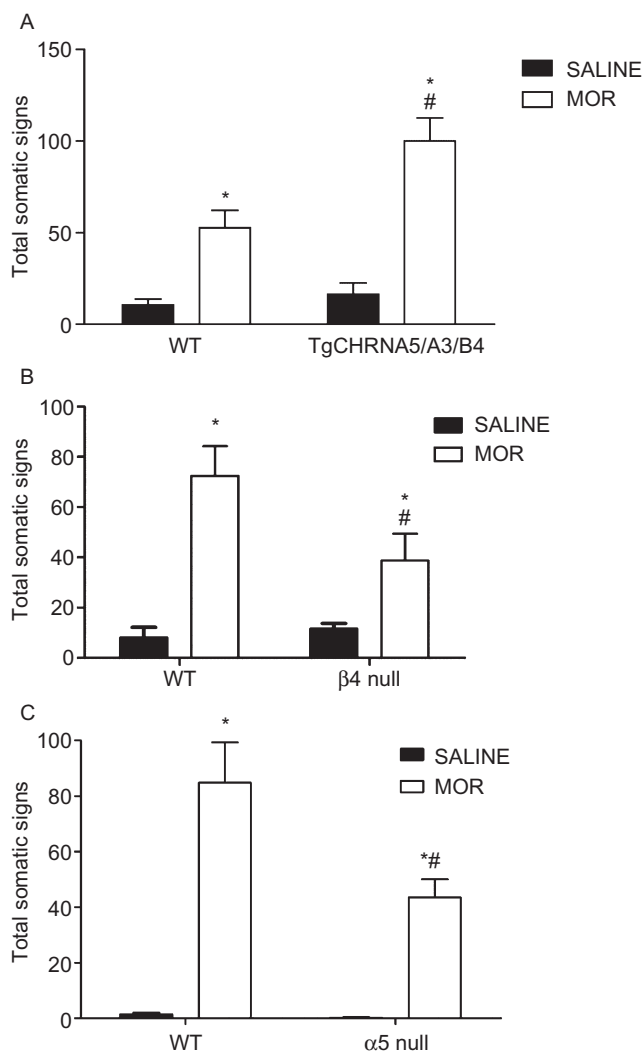 A
150
100
50
0
Total somatic signs
*
*
#
SALINE
MOR
WT
TgCHRNA5/A3/B4
B
100
80
60
40
20
0
Total somatic signs
*
*
#
SALINE
MOR
WT
β4 null
C
100
80
60
40
20
0
Total somatic signs
*
*#
SALINE
MOR
WT
α5 null